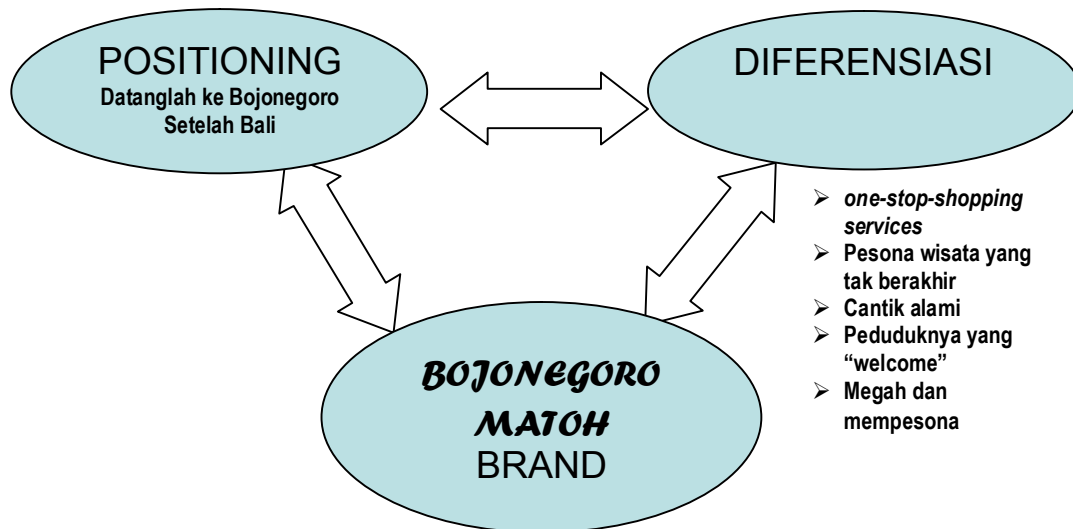 POSITIONING
Datanglah ke Bojonegoro
Setelah Bali
DIFERENSIASI
➢ one-stop-shopping
services
➢ Pesona wisata yang
tak berakhir
➢ Cantik alami
➢ Peduduknya yang
“welcome”
➢ Megah dan
mempesona
BOJONEGORO
MATOH
BRAND